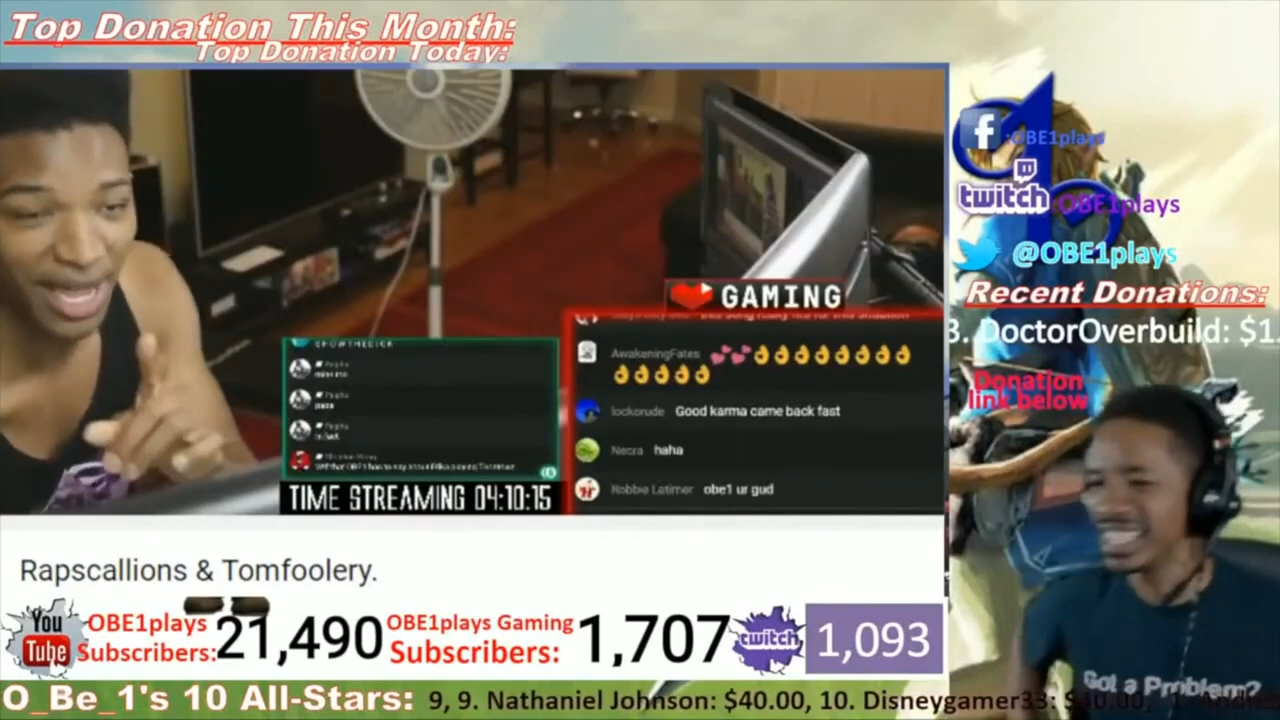 Top Donation This Month:
Top Donation Today:
:OBE1plays
twitch :OBE1plays
@OBE1plays
Recent Donations:
3. DoctorOverbuild: $1.
Donation
link below
GAMING
AwakeningFates 💕💕👌👌👌👌👌👌👌👌
👌👌👌👌👌
lockorude Good karma came back fast
Necra haha
Robbie Latimer obe1 ur gud
TIME STREAMING 04:10:15
Rapscallions & Tomfoolery.
You Tube OBE1plays Subscribers: 21,490 OBE1plays Gaming Subscribers: 1,707 twitch 1,093
Got a Problem?
O_Be_1's 10 All-Stars: 9, 9. Nathaniel Johnson: $40.00, 10. Disneygamer33: $30.00,